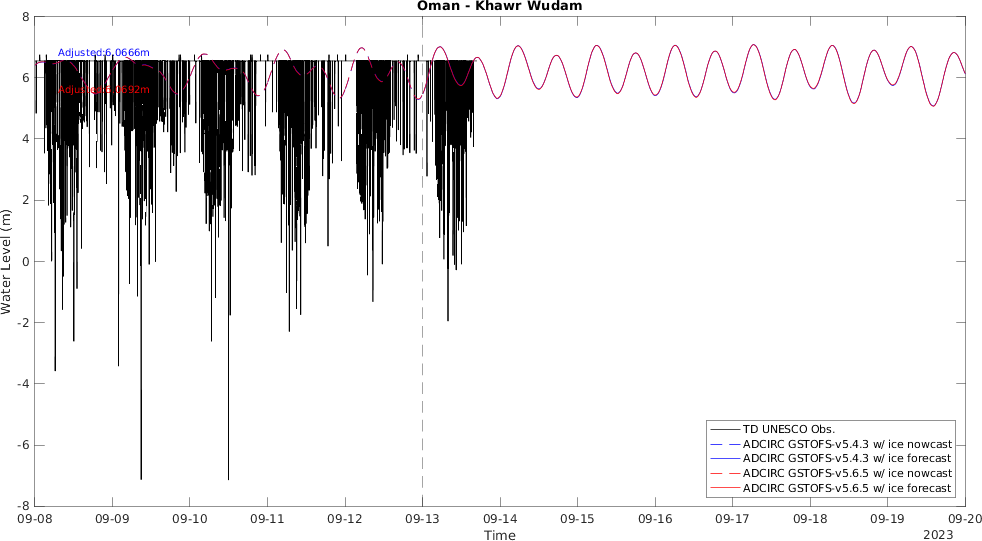 Oman - Khawr Wudam
8
6
4
2
0
-2
-4
-6
-8
Water Level (m)
Adjusted:6.0666m
Adjusted:6.0692m
TD UNESCO Obs.
ADCIRC GSTOFS-v5.4.3 w/ ice nowcast
ADCIRC GSTOFS-v5.4.3 w/ ice forecast
ADCIRC GSTOFS-v5.6.5 w/ ice nowcast
ADCIRC GSTOFS-v5.6.5 w/ ice forecast
09-08 09-09 09-10 09-11 09-12 09-13 09-14 09-15 09-16 09-17 09-18 09-19 09-20
Time
2023